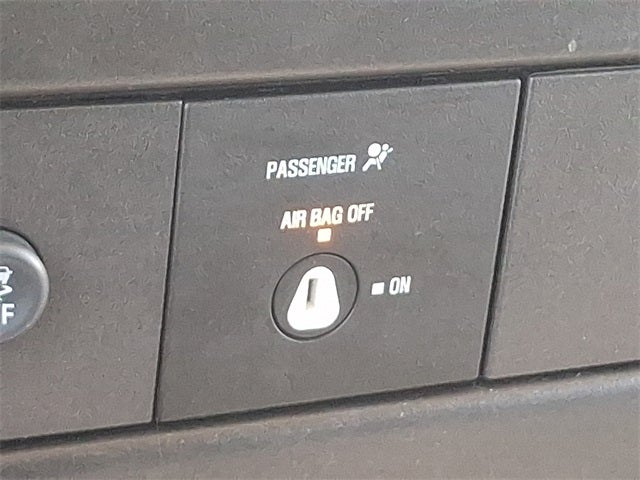 PASSENGER
AIR BAG OFF
ON
F